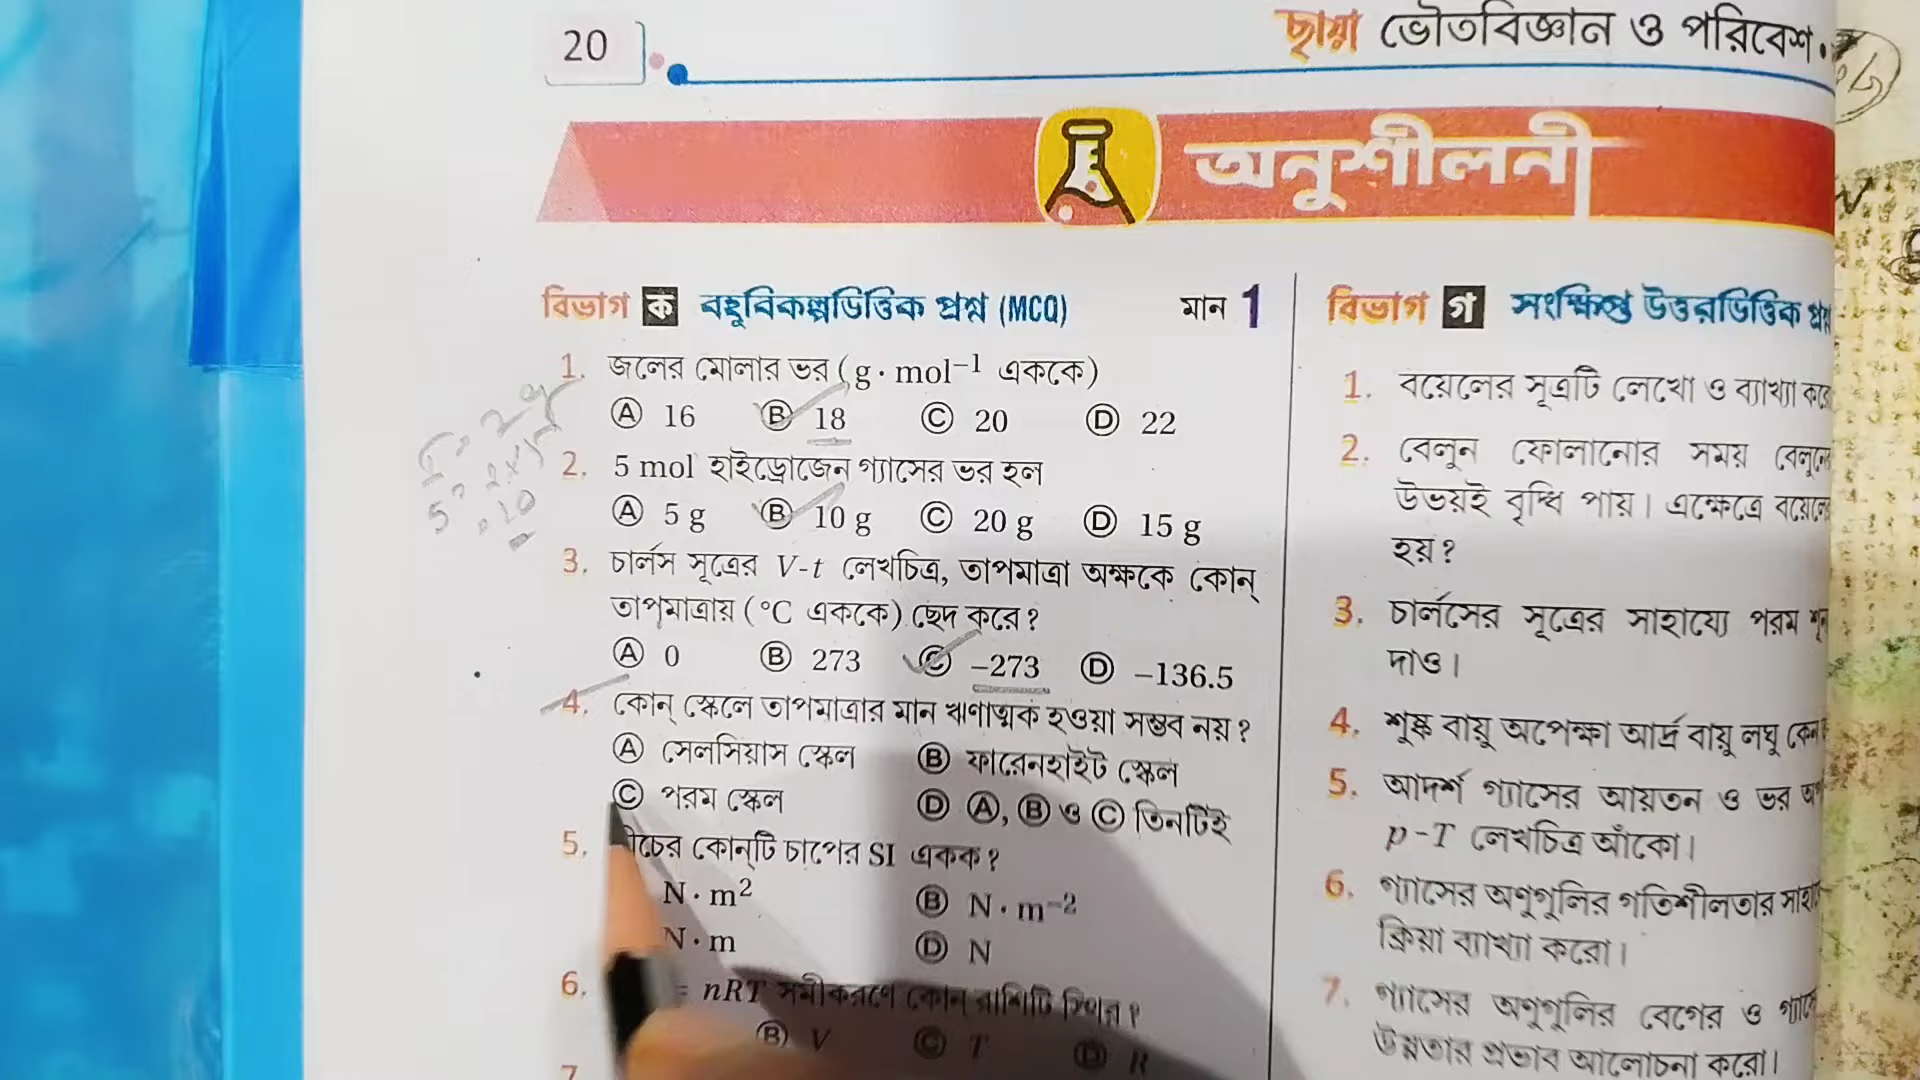 20
ছায়া ভৌতবিজ্ঞান ও পরিবেশ
অনুশীলনী
বিভাগ ক বহুবিকল্পভিত্তিক প্রশ্ন (MCQ) মান 1
1. জলের মোলার ভর (g · mol⁻¹ এককে)
Ⓐ 16 Ⓑ 18 Ⓒ 20 Ⓓ 22
2. 5 mol হাইড্রোজেন গ্যাসের ভর হল
Ⓐ 5 g Ⓑ 10 g Ⓒ 20 g Ⓓ 15 g
3. চার্লস সূত্রের V-t লেখচিত্র, তাপমাত্রা অক্ষকে কোন্
তাপমাত্রায় (°C এককে) ছেদ করে?
Ⓐ 0 Ⓑ 273 Ⓒ −273 Ⓓ −136.5
4. কোন্ স্কেলে তাপমাত্রার মান ঋণাত্মক হওয়া সম্ভব নয়?
Ⓐ সেলসিয়াস স্কেল Ⓑ ফারেনহাইট স্কেল
Ⓒ পরম স্কেল Ⓓ Ⓐ, Ⓑ ও Ⓒ তিনটিই
5. কোন্‌টি চাপের SI একক?
N · m² Ⓑ N · m⁻²
N · m Ⓓ N
6. = nRT সমীকরণে কোন্ রাশিটি স্থির?
Ⓑ V Ⓒ T Ⓓ R
7.
বিভাগ গ সংক্ষিপ্ত উত্তরভিত্তিক
1. বয়েলের সূত্রটি লেখো ও ব্যাখ্যা
2. বেলুন ফোলানোর সময়
উভয়ই বৃদ্ধি পায়। এক্ষেত্রে
হয়?
3. চার্লসের সূত্রের সাহায্যে পরম
দাও।
4. শুষ্ক বায়ু অপেক্ষা আর্দ্র বায়ু লঘু কেন
5. আদর্শ গ্যাসের আয়তন ও ভর
p-T লেখচিত্র আঁকো।
6. গ্যাসের অণুগুলির গতিশীলতার
ক্রিয়া ব্যাখ্যা করো।
7. গ্যাসের অণুগুলির বেগের ও
উষ্ণতার প্রভাব আলোচনা করো।